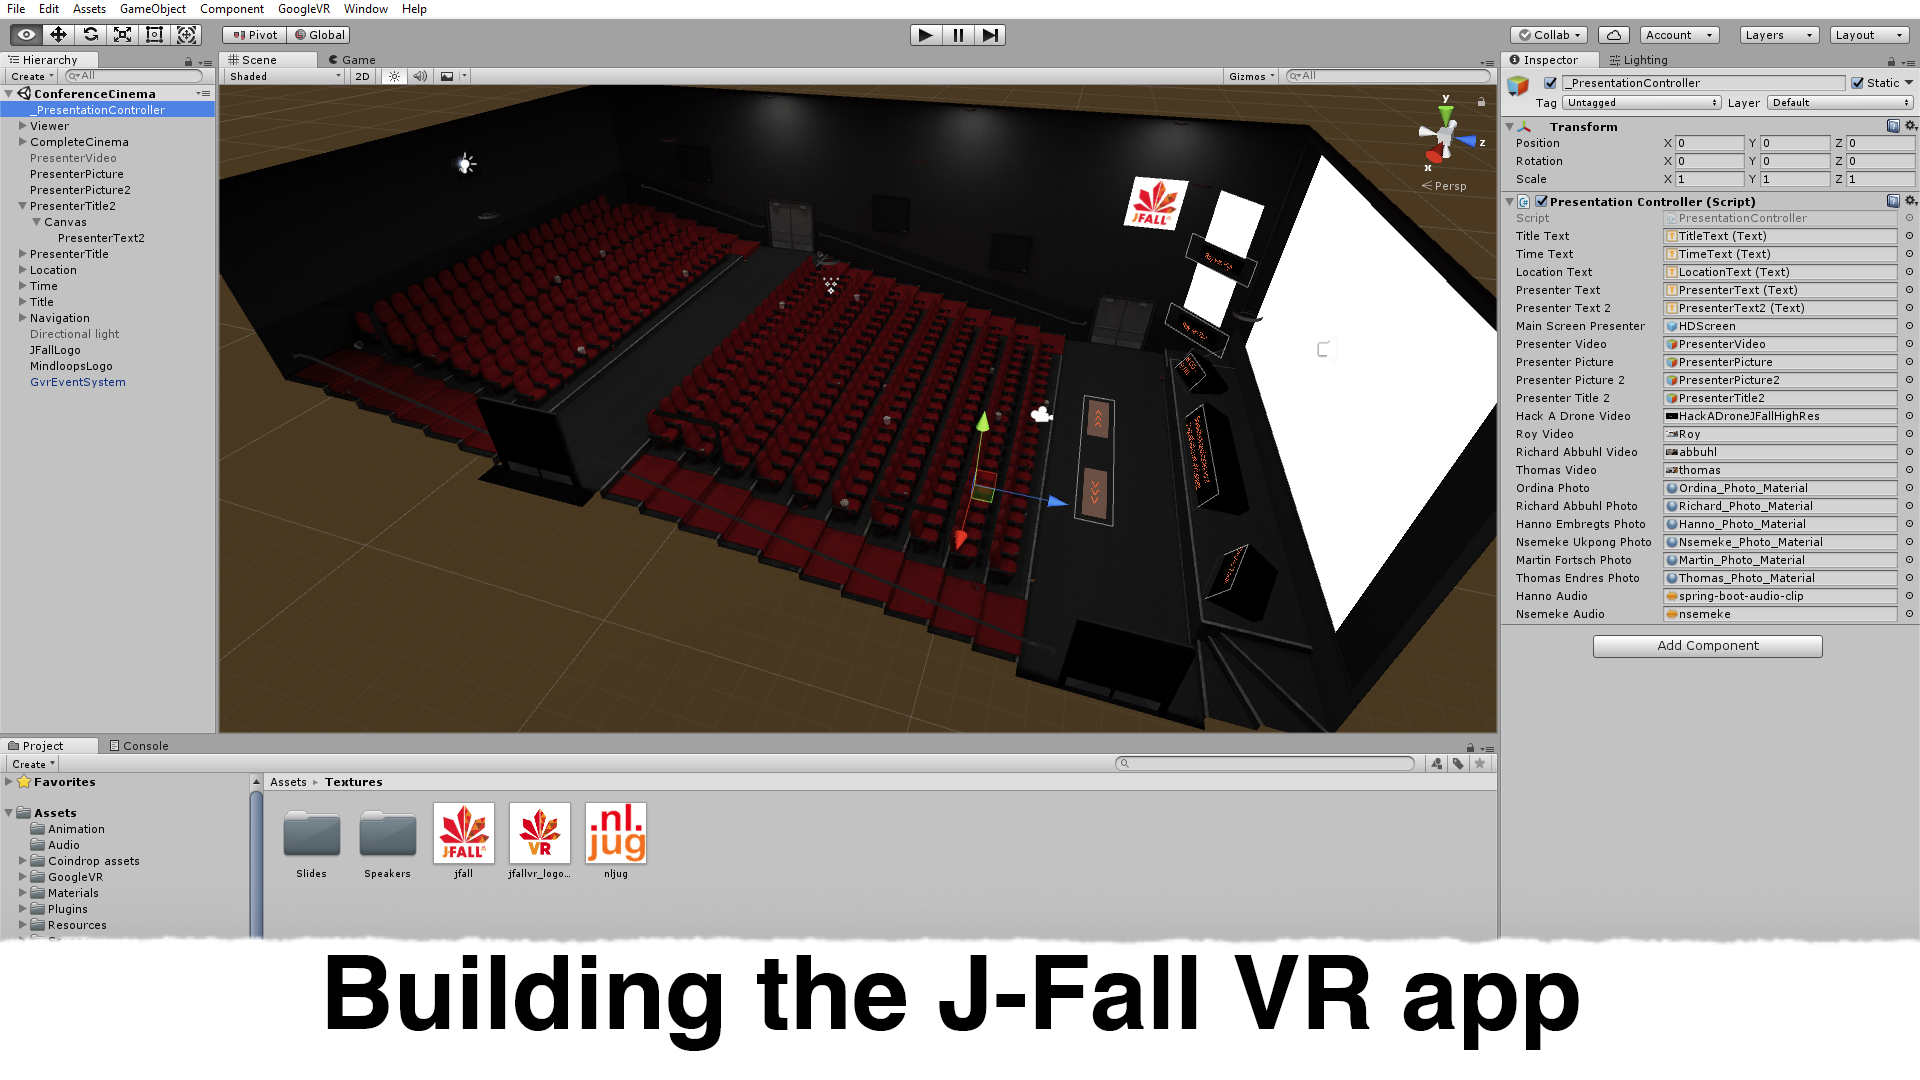 File Edit Assets GameObject Component GoogleVR Window Help
Pivot Global Collab Account Layers Layout
Hierarchy
Create All
ConferenceCinema
_PresentationController
Viewer
CompleteCinema
PresenterVideo
PresenterPicture
PresenterPicture2
PresenterTitle2
Canvas
PresenterText2
PresenterTitle
Location
Time
Title
Navigation
Directional light
JFallLogo
MindloopsLogo
GvrEventSystem
Scene Game
Shaded 2D Gizmos All
y
z
x
Persp
JFALL
Inspector Lighting
_PresentationController Static
Tag Untagged Layer Default
Transform
Position X 0 Y 0 Z 0
Rotation X 0 Y 0 Z 0
Scale X 1 Y 1 Z 1
Presentation Controller (Script)
Script PresentationController
Title Text TitleText (Text)
Time Text TimeText (Text)
Location Text LocationText (Text)
Presenter Text PresenterText (Text)
Presenter Text 2 PresenterText2 (Text)
Main Screen Presenter HDScreen
Presenter Video PresenterVideo
Presenter Picture PresenterPicture
Presenter Picture 2 PresenterPicture2
Presenter Title 2 PresenterTitle2
Hack A Drone Video HackADroneJFallHighRes
Roy Video Roy
Richard Abbuhl Video abbuhl
Thomas Video thomas
Ordina Photo Ordina_Photo_Material
Richard Abbuhl Photo Richard_Photo_Material
Hanno Embregts Photo Hanno_Photo_Material
Nsemeke Ukpong Photo Nsemeke_Photo_Material
Martin Fortsch Photo Martin_Photo_Material
Thomas Endres Photo Thomas_Photo_Material
Hanno Audio spring-boot-audio-clip
Nsemeke Audio nsemeke
Add Component
Project Console
Create
Favorites
Assets
Animation
Audio
Coindrop assets
GoogleVR
Materials
Plugins
Resources
Assets Textures
J-FALL VR .nl.
jug
Slides Speakers jfall jfallvr_logo... nljug
Building the J-Fall VR app